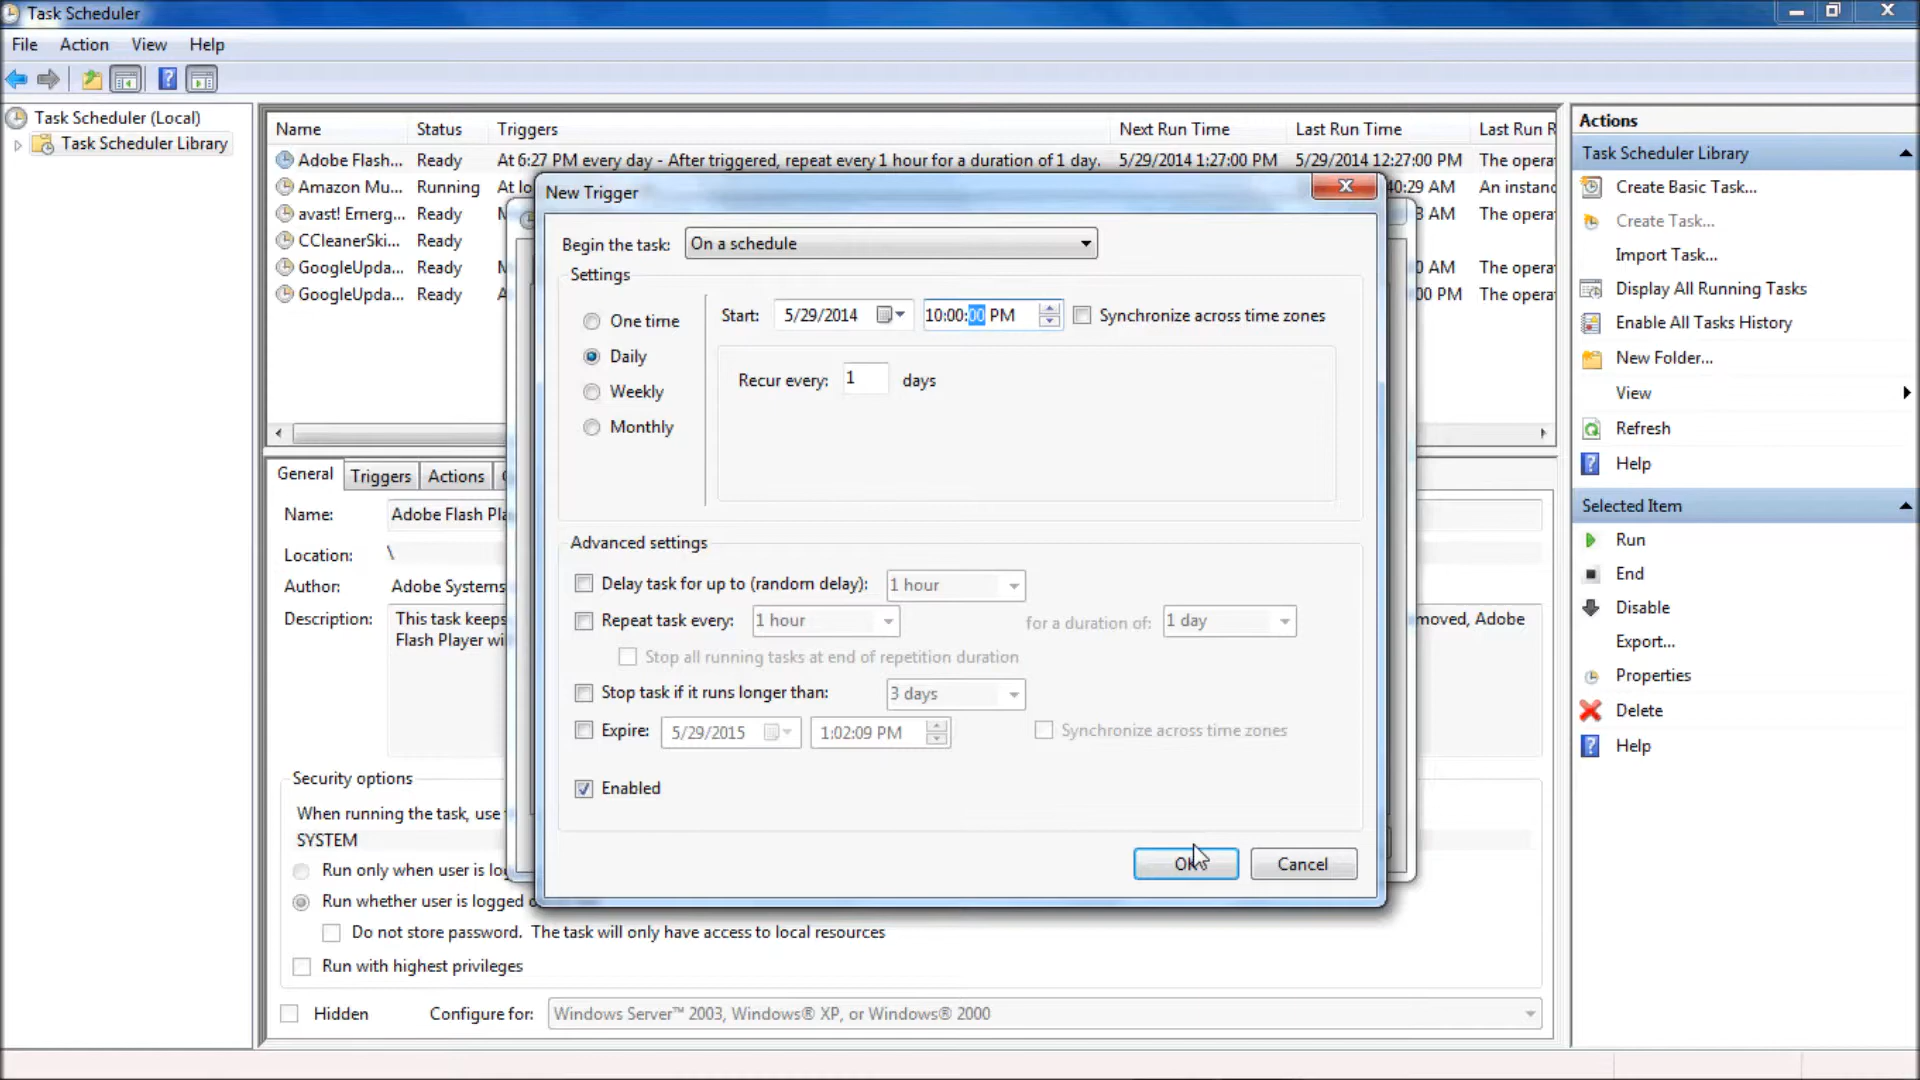 Task Scheduler
File Action View Help
Task Scheduler (Local)
Task Scheduler Library
Name Status Triggers Next Run Time Last Run Time Last Run R
Adobe Flash... Ready At 6:27 PM every day - After triggered, repeat every 1 hour for a duration of 1 day. 5/29/2014 1:27:00 PM 5/29/2014 12:27:00 PM The opera
Amazon Mu... Running At lo 40:29 AM An instanc
avast! Emerg... Ready 3 AM The opera
CCleanerSki... Ready
GoogleUpda... Ready 0 AM The opera
GoogleUpda... Ready 00 PM The opera
New Trigger
Begin the task: On a schedule
Settings
One time
Daily
Weekly
Monthly
Start: 5/29/2014 10:00:00 PM Synchronize across time zones
Recur every: 1 days
Advanced settings
Delay task for up to (random delay): 1 hour
Repeat task every: 1 hour for a duration of: 1 day
Stop all running tasks at end of repetition duration
Stop task if it runs longer than: 3 days
Expire: 5/29/2015 1:02:09 PM Synchronize across time zones
Enabled
OK Cancel
General Triggers Actions
Name: Adobe Flash Pla
Location: \
Author: Adobe Systems
Description: This task keeps moved, Adobe
Flash Player wi
Security options
When running the task, use
SYSTEM
Run only when user is log
Run whether user is logged o
Do not store password. The task will only have access to local resources
Run with highest privileges
Hidden Configure for: Windows Server™ 2003, Windows® XP, or Windows® 2000
Actions
Task Scheduler Library
Create Basic Task...
Create Task...
Import Task...
Display All Running Tasks
Enable All Tasks History
New Folder...
View
Refresh
Help
Selected Item
Run
End
Disable
Export...
Properties
Delete
Help